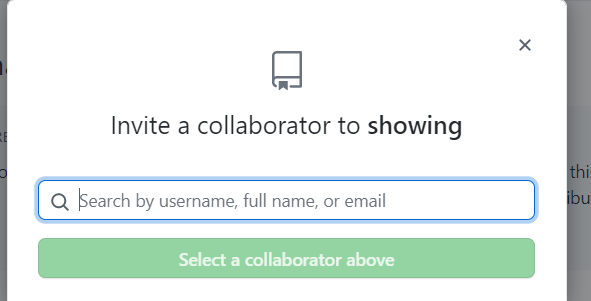 Invite a collaborator to showing
Search by username, full name, or email
Select a collaborator above